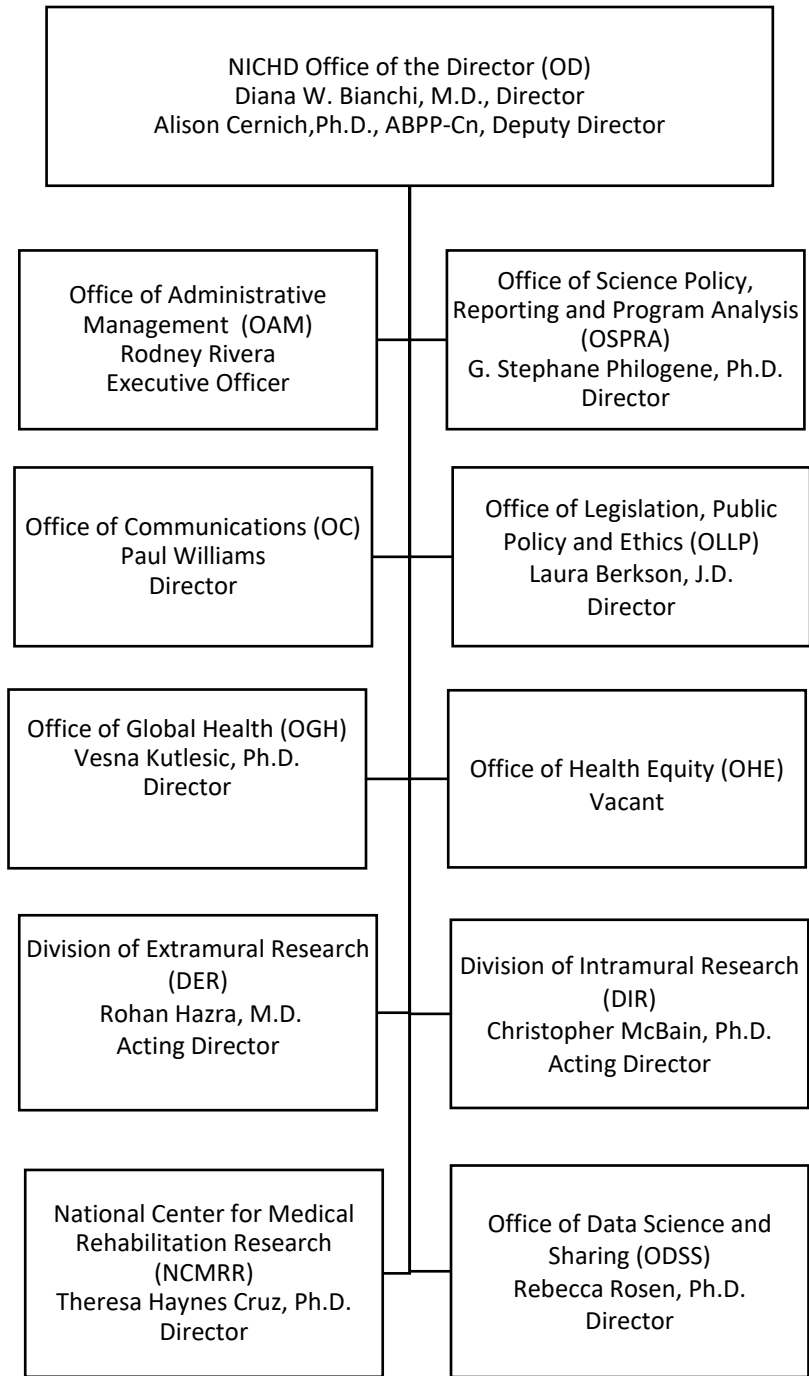 NICHD Office of the Director (OD)
Diana W. Bianchi, M.D., Director
Alison Cernich,Ph.D., ABPP-Cn, Deputy Director
Office of Administrative
Management (OAM)
Rodney Rivera
Executive Officer
Office of Science Policy,
Reporting and Program Analysis
(OSPRA)
G. Stephane Philogene, Ph.D.
Director
Office of Communications (OC)
Paul Williams
Director
Office of Legislation, Public
Policy and Ethics (OLLP)
Laura Berkson, J.D.
Director
Office of Global Health (OGH)
Vesna Kutlesic, Ph.D.
Director
Office of Health Equity (OHE)
Vacant
Division of Extramural Research
(DER)
Rohan Hazra, M.D.
Acting Director
Division of Intramural Research
(DIR)
Christopher McBain, Ph.D.
Acting Director
National Center for Medical
Rehabilitation Research
(NCMRR)
Theresa Haynes Cruz, Ph.D.
Director
Office of Data Science and
Sharing (ODSS)
Rebecca Rosen, Ph.D.
Director